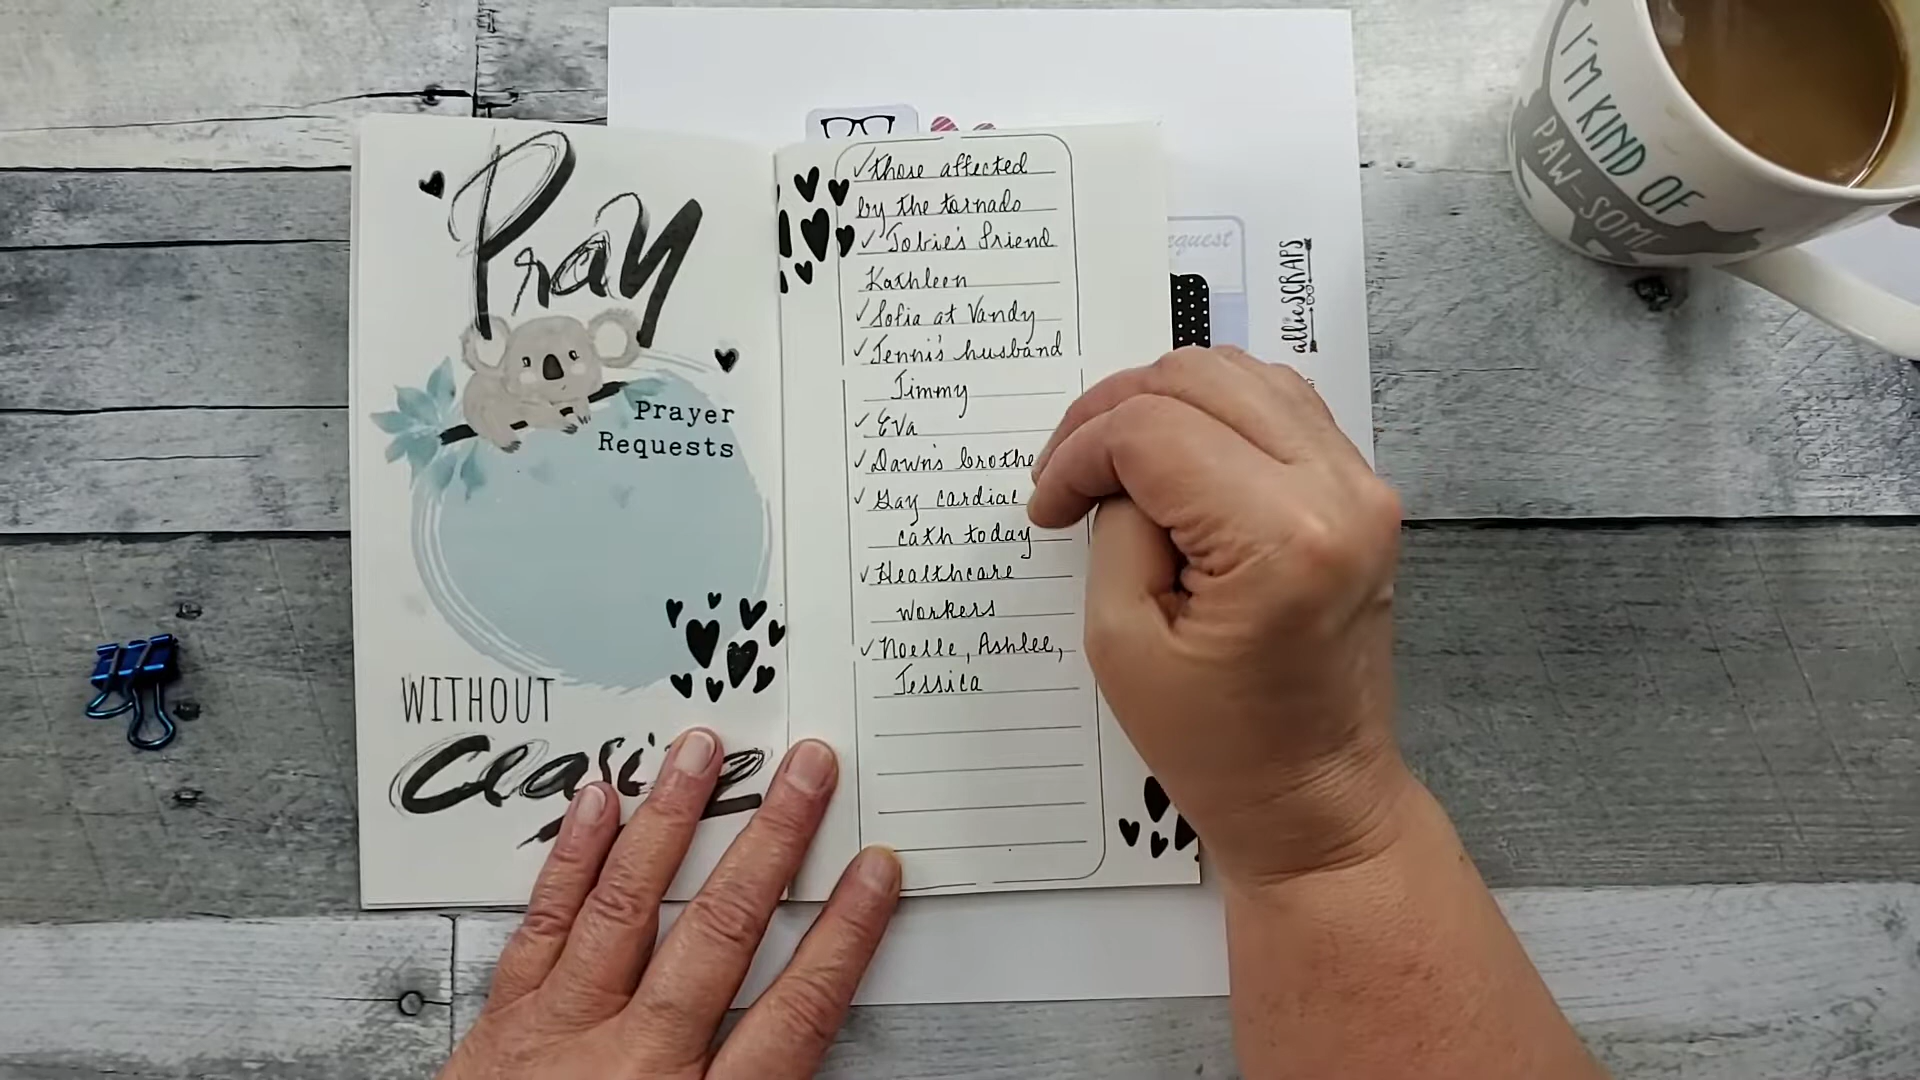 Pray
Prayer
Requests
WITHOUT
✓those affected
by the tornado
✓Tobie's friend
Kathleen
✓Sofia at Vandy
✓Jenni's husband
Jimmy
✓Eva
✓Dawn's brothe
✓Gay cardiac
cath today
✓Healthcare
workers
✓Noelle, Ashlee,
Jessica
equest
allieSCRAPS
I'M KIND OF
PAW-SOME